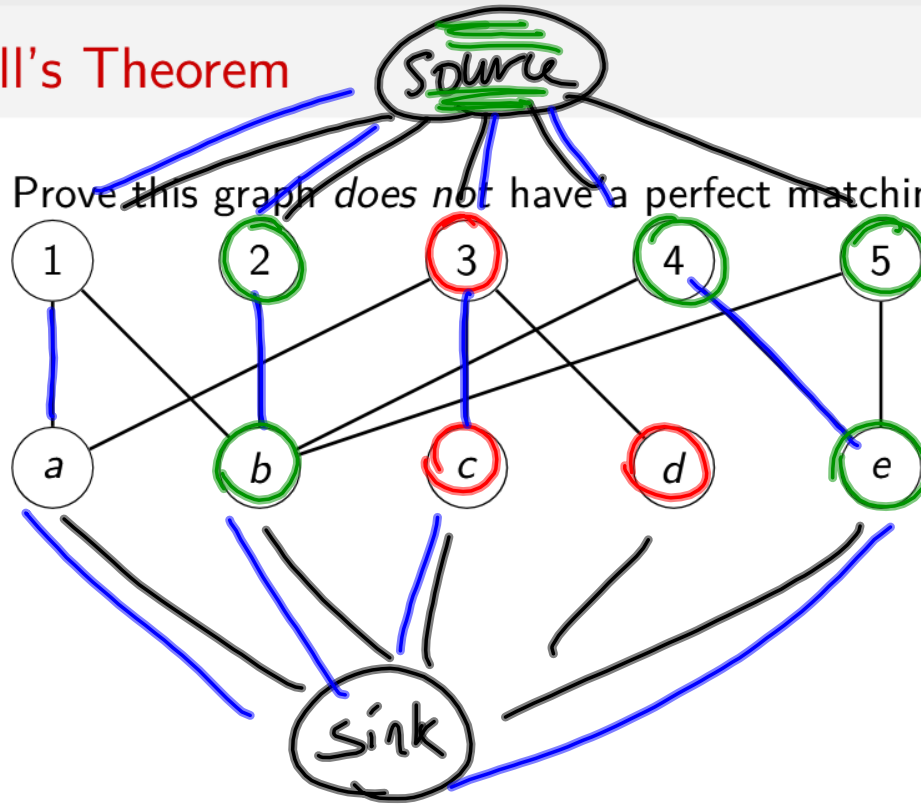 ll's Theorem
Source
Prove this graph does not have a perfect matchin
1 2 3 4 5
a b c d e
Sink